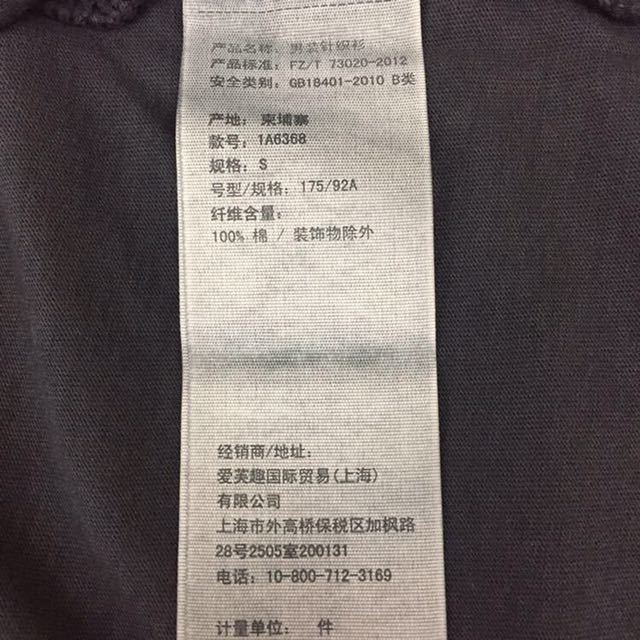 产品名称: 男装针织衫
产品标准: FZ/T 73020-2012
安全类别: GB18401-2010 B类
产地: 柬埔寨
款号: 1A6368
规格: S
号型/规格: 175/92A
纤维含量:
100% 棉 / 装饰物除外
经销商/地址:
爱芙趣国际贸易(上海)
有限公司
上海市外高桥保税区加枫路
28号2505室200131
电话: 10-800-712-3169
计量单位: 件